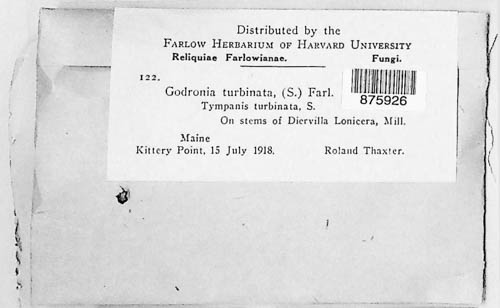 Distributed by the
FARLOW HERBARIUM OF HARVARD UNIVERSITY
Reliquiae Farlowianae. Fungi.
122.
Godronia turbinata, (S.) Farl.
Tympanis turbinata, S.
875926
On stems of Diervilla Lonicera, Mill.
Maine
Kittery Point, 15 July 1918. Roland Thaxter.